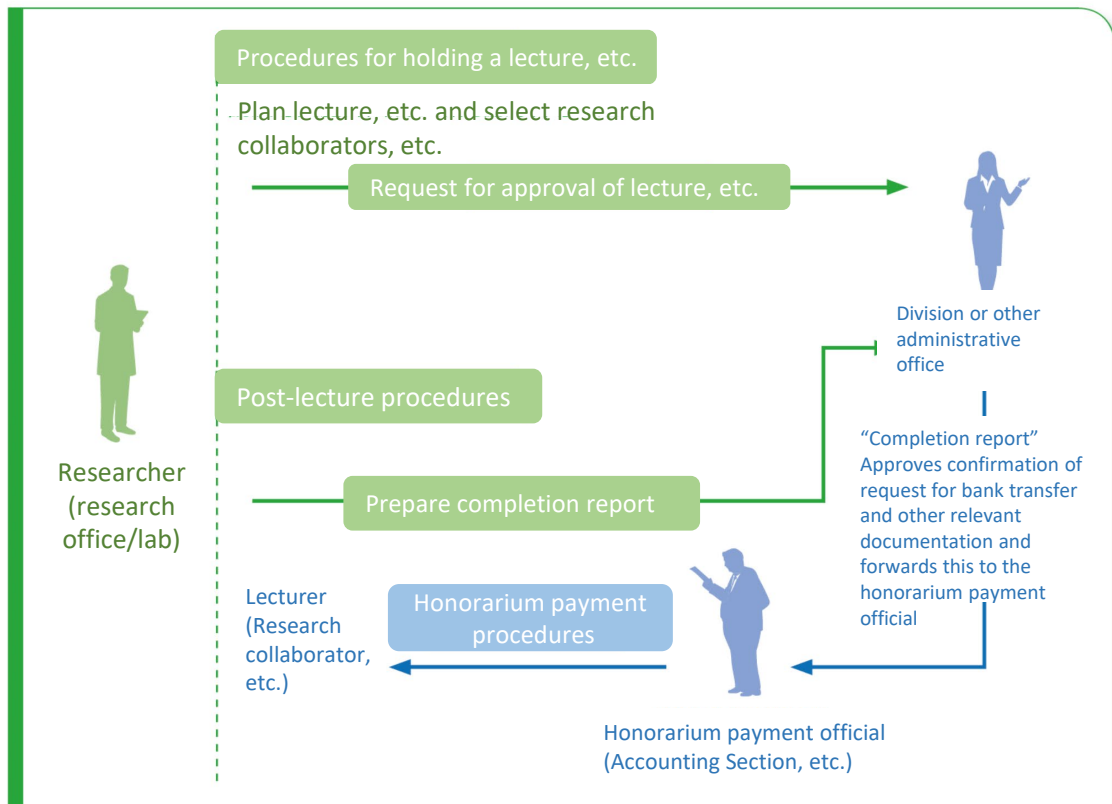 Procedures for holding a lecture, etc.
Plan lecture, etc. and select research
collaborators, etc.
Request for approval of lecture, etc.
Division or other
administrative
office
Post-lecture procedures
“Completion report”
Approves confirmation of
request for bank transfer
and other relevant
documentation and
forwards this to the
honorarium payment
official
Researcher
(research
office/lab)
Prepare completion report
Lecturer
(Research
collaborator,
etc.)
Honorarium payment
procedures
Honorarium payment official
(Accounting Section, etc.)